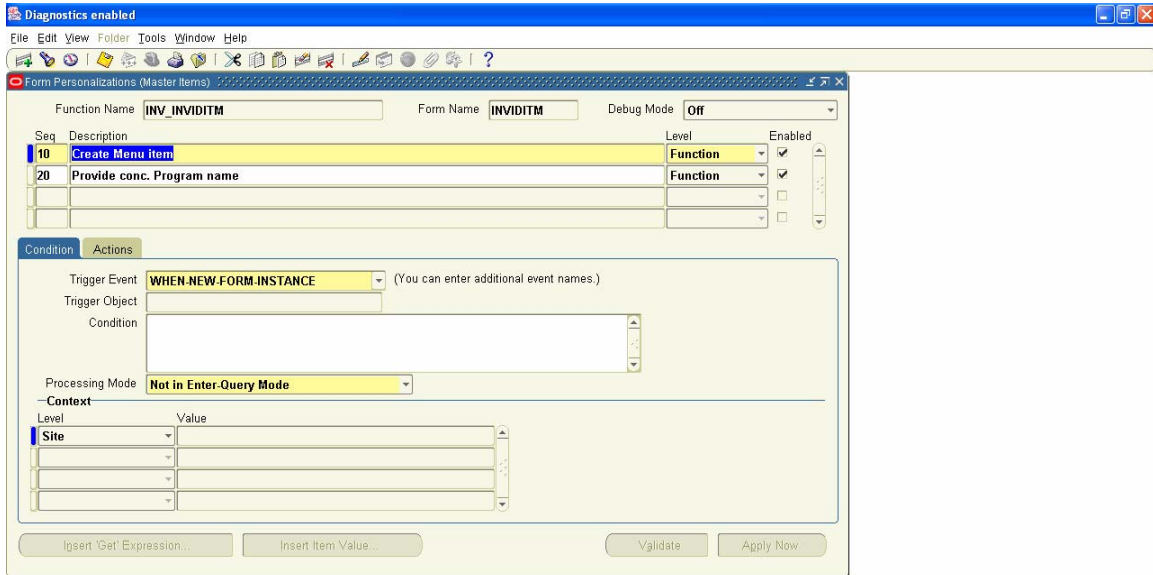 Diagnostics enabled
File Edit View Folder Tools Window Help
Form Personalizations (Master Items)
Function Name INV_INVIDITM Form Name INVIDITM Debug Mode Off
Seq Description Level Enabled
10 Create Menu item Function
20 Provide conc. Program name Function
Condition Actions
Trigger Event WHEN-NEW-FORM-INSTANCE (You can enter additional event names.)
Trigger Object
Condition
Processing Mode Not in Enter-Query Mode
Context
Level Value
Site
Insert 'Get' Expression... Insert Item Value... Validate Apply Now